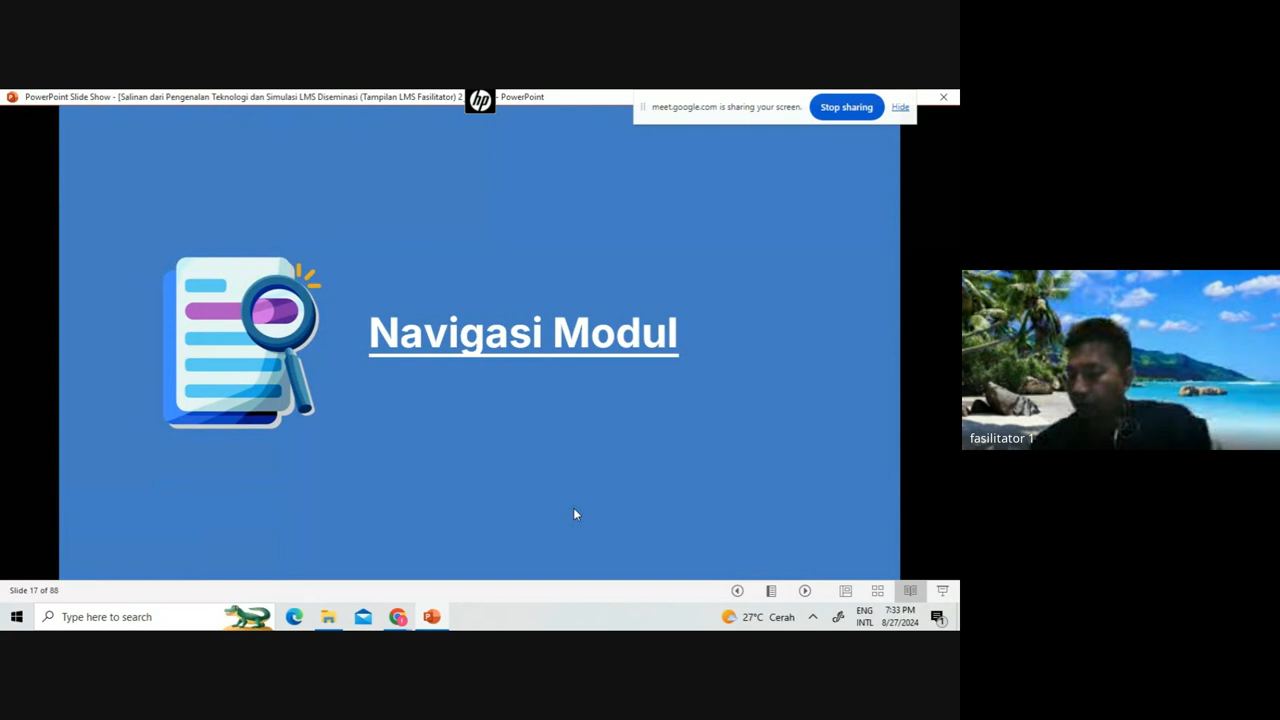 PowerPoint Slide Show - [Salinan dari Pengenalan Teknologi dan Simulasi LMS Diseminasi (Tampilan LMS Fasilitator) 2
hp
- PowerPoint
meet.google.com is sharing your screen.
Stop sharing
Hide
Navigasi Modul
fasilitator 1
Slide 17 of 88
Type here to search
27°C Cerah
ENG
INTL
7:33 PM
8/27/2024
1